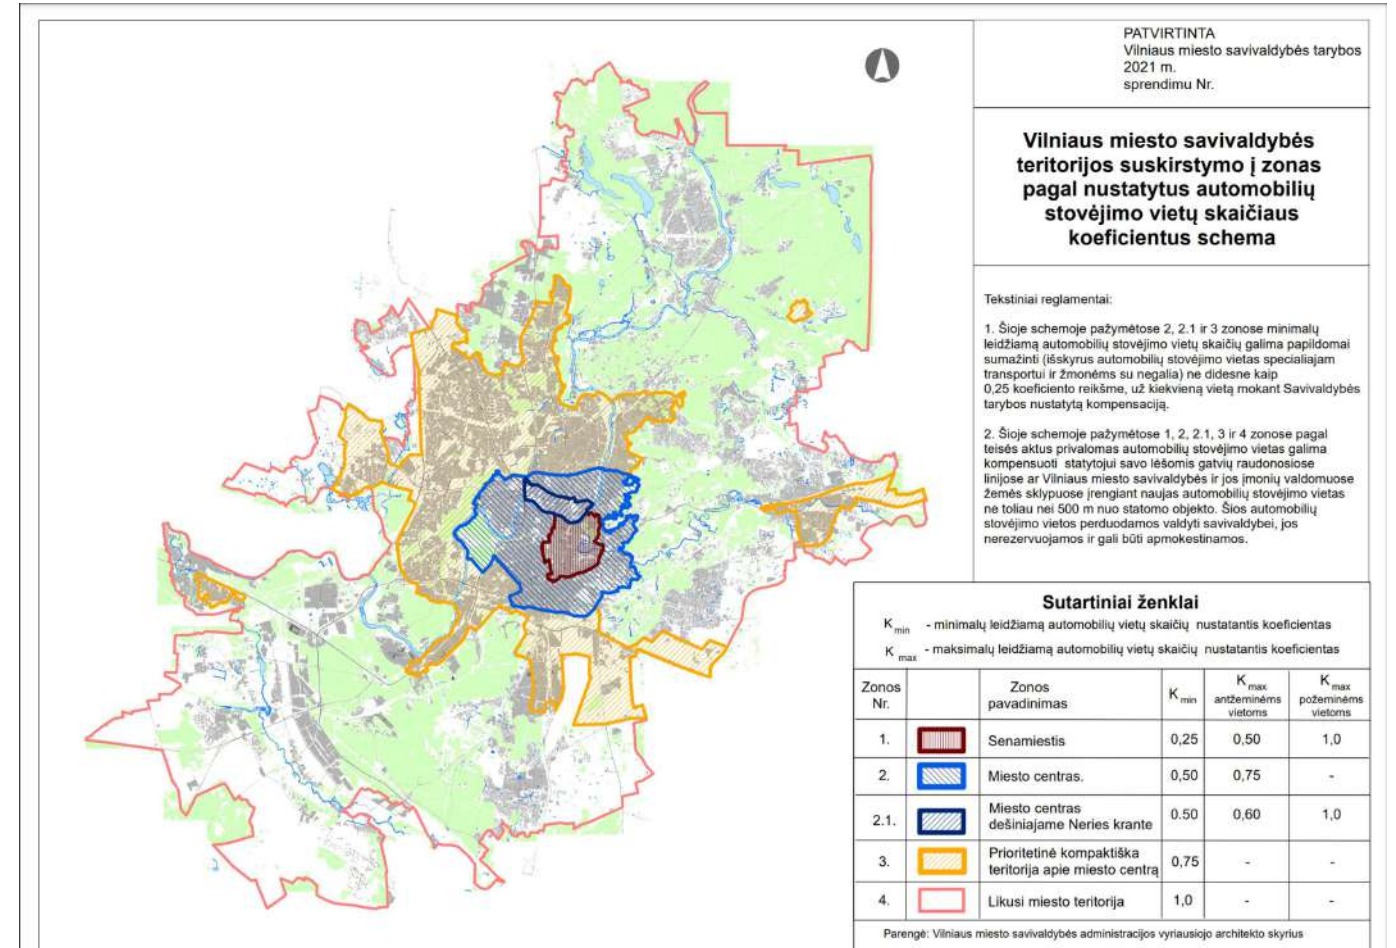 PATVIRTINTA
Vilniaus miesto savivaldybės tarybos
2021 m.
sprendimu Nr.
Vilniaus miesto savivaldybės
teritorijos suskirstymo į zonas
pagal nustatytus automobilių
stovėjimo vietų skaičiaus
koeficientus schema
Tekstiniai reglamentai:
1. Šioje schemoje pažymėtose 2, 2.1 ir 3 zonose minimalų
leidžiamą automobilių stovėjimo vietų skaičių galima papildomai
sumažinti (išskyrus automobilių stovėjimo vietas specialiajam
transportui ir žmonėms su negalia) ne didesne kaip
0,25 koeficiento reikšme, už kiekvieną vietą mokant Savivaldybės
tarybos nustatytą kompensaciją.
2. Šioje schemoje pažymėtose 1, 2, 2.1, 3 ir 4 zonose pagal
teisės aktus privalomas automobilių stovėjimo vietas galima
kompensuoti statytojui savo lėšomis gatvių raudonosiose
linijose ar Vilniaus miesto savivaldybės ir jos įmonių valdomuose
žemės sklypuose įrengiant naujas automobilių stovėjimo vietas
ne toliau nei 500 m nuo statomo objekto. Šios automobilių
stovėjimo vietos perduodamos valdyti savivaldybei, jos
nerezervuojamos ir gali būti apmokestinamos.
Sutartiniai ženklai
K min - minimalų leidžiamą automobilių vietų skaičių nustatantis koeficientas
K max - maksimalų leidžiamą automobilių vietų skaičių nustatantis koeficientas
Zonos Nr. Zonos pavadinimas K min K max antžeminėms vietoms K max požeminėms vietoms
1. Senamiestis 0,25 0,50 1,0
2. Miesto centras. 0,50 0,75 -
2.1. Miesto centras dešiniajame Neries krante 0.50 0,60 1,0
3. Prioritetinė kompaktiška teritorija apie miesto centrą 0,75 - -
4. Likusi miesto teritorija 1,0 - -
Parengė: Vilniaus miesto savivaldybės administracijos vyriausiojo architekto skyrius